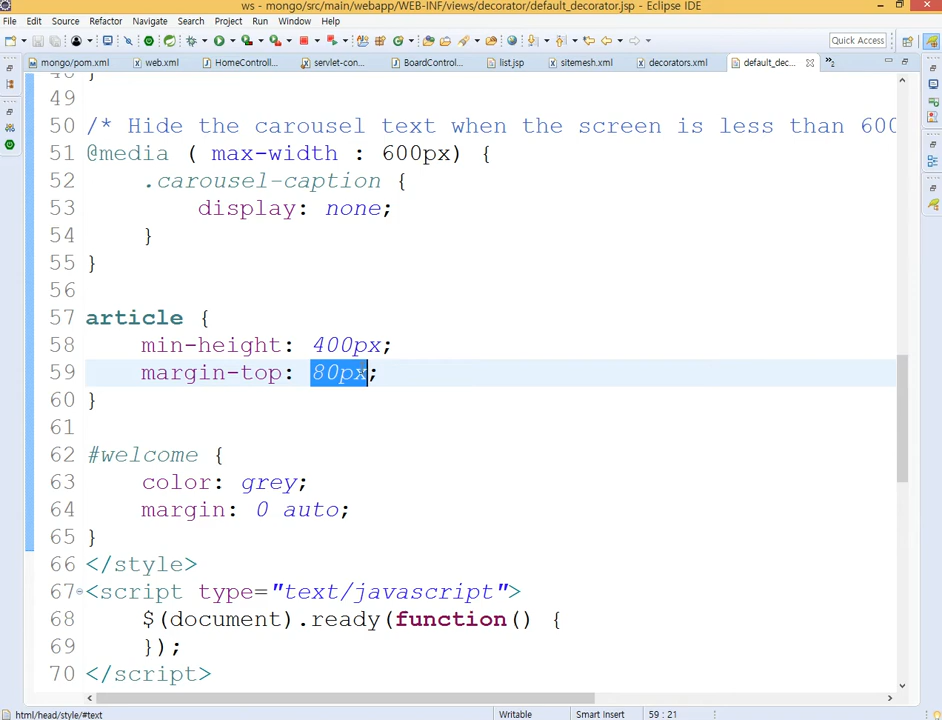 ws - mongo/src/main/webapp/WEB-INF/views/decorator/default_decorator.jsp - Eclipse IDE
File Edit Source Refactor Navigate Search Project Run Window Help
Quick Access
mongo/pom.xml web.xml HomeControll... servlet-con... BoardControl... list.jsp sitemesh.xml decorators.xml default_dec... »2
48 }
49
50 /* Hide the carousel text when the screen is less than 600
51 @media ( max-width : 600px) {
52 .carousel-caption {
53 display: none;
54 }
55 }
56
57 article {
58 min-height: 400px;
59 margin-top: 80px;
60 }
61
62 #welcome {
63 color: grey;
64 margin: 0 auto;
65 }
66 </style>
67 <script type="text/javascript">
68 $(document).ready(function() {
69 });
70 </script>
html/head/style/#text Writable Smart Insert 59 : 21